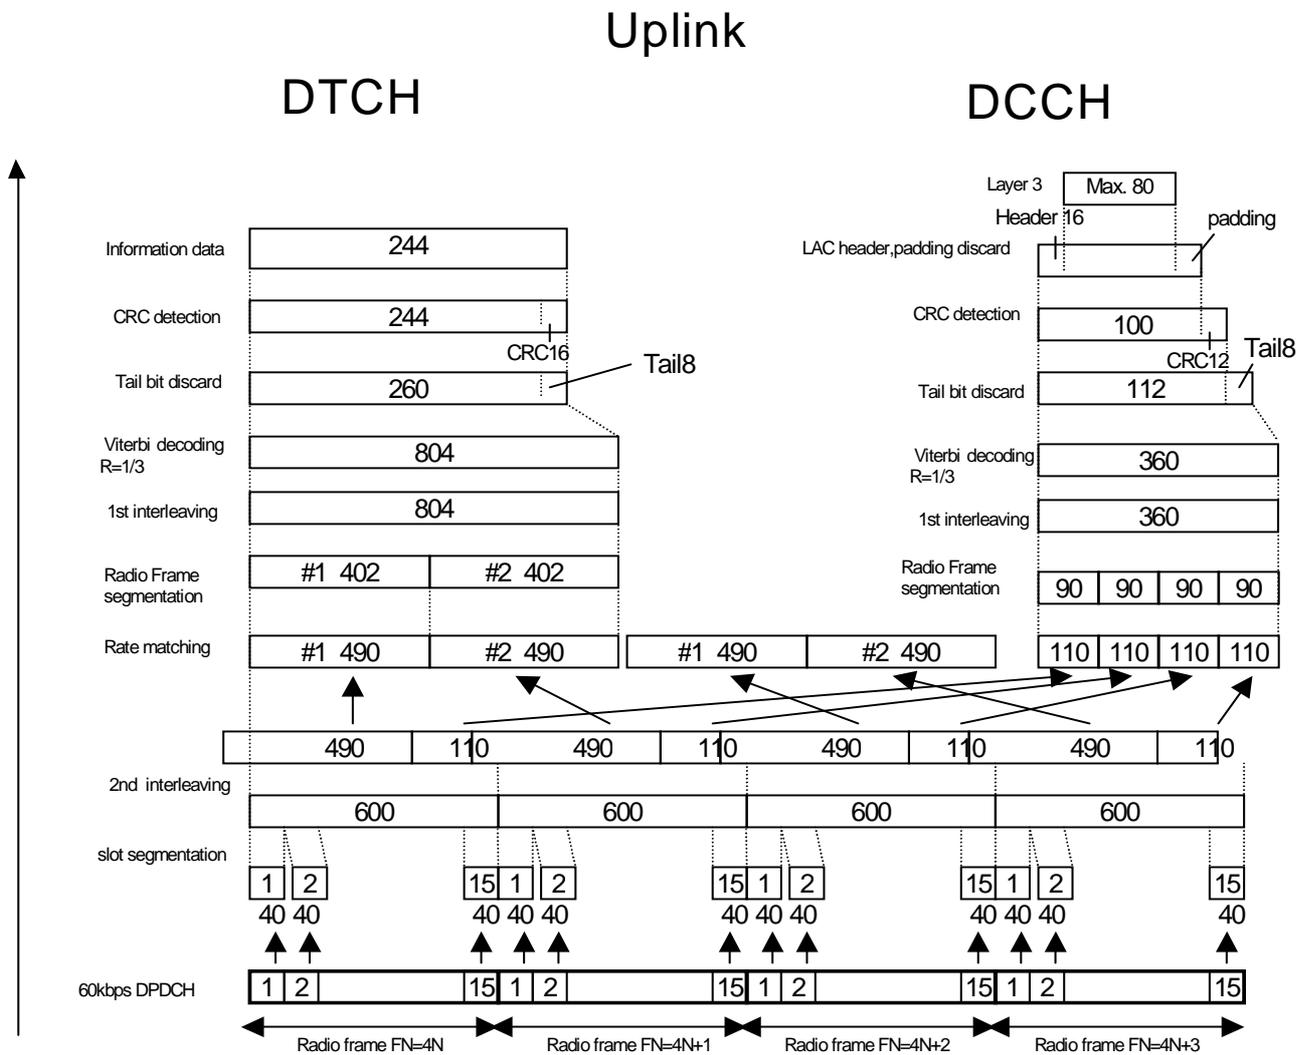 Uplink
DTCH
DCCH
Layer 3
Max. 80
Header 16
padding
LAC header,padding discard
Information data
244
CRC detection
244
CRC16
CRC detection
100
CRC12
Tail8
Tail8
Tail bit discard
260
Tail bit discard
112
Viterbi decoding
R=1/3
804
Viterbi decoding
R=1/3
360
1st interleaving
804
1st interleaving
360
Radio Frame
segmentation
#1 402
#2 402
Radio Frame
segmentation
90 90 90 90
Rate matching
#1 490
#2 490
#1 490
#2 490
110 110 110 110
490 110 490 110 490 110 490 110
2nd interleaving
600 600 600 600
slot segmentation
1 2 15 1 2 15 1 2 15 1 2 15
40 40 40 40 40 40 40 40 40 40 40 40
60kbps DPDCH
1 2 15 1 2 15 1 2 15 1 2 15
Radio frame FN=4N
Radio frame FN=4N+1
Radio frame FN=4N+2
Radio frame FN=4N+3